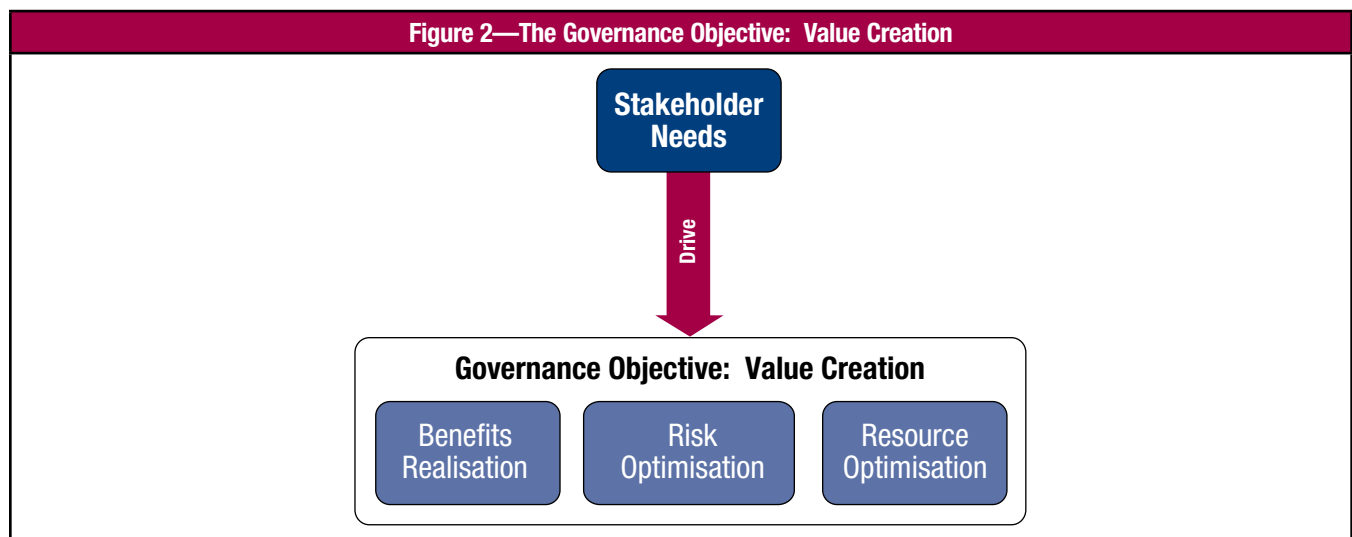 Figure 2—The Governance Objective: Value Creation
Stakeholder
Needs
Drive
Governance Objective: Value Creation
Benefits
Realisation
Risk
Optimisation
Resource
Optimisation